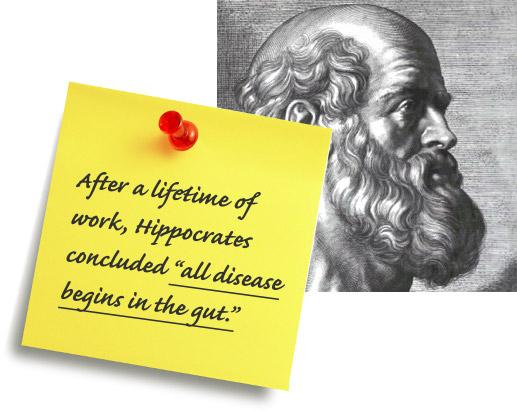 After a lifetime of
work, Hippocrates
concluded “all disease
begins in the gut.”